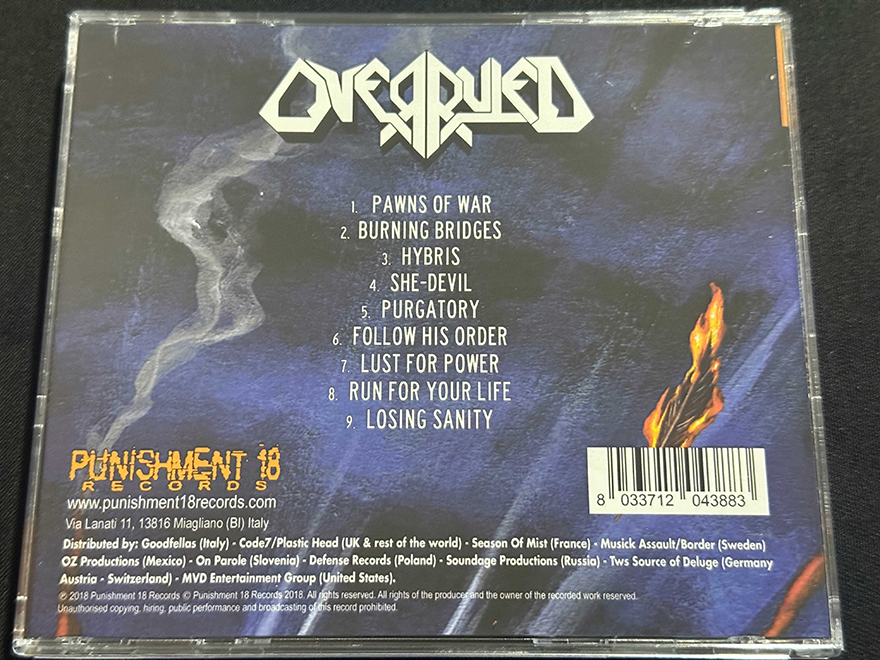 OVERRULED
1. PAWNS OF WAR
2. BURNING BRIDGES
3. HYBRIS
4. SHE-DEVIL
5. PURGATORY
6. FOLLOW HIS ORDER
7. LUST FOR POWER
8. RUN FOR YOUR LIFE
9. LOSING SANITY
PUNISHMENT 18
RECORDS
www.punishment18records.com
Via Lanati 11, 13816 Miagliano (BI) Italy
8 033712 043883
Distributed by: Goodfellas (Italy) - Code7/Plastic Head (UK & rest of the world) - Season Of Mist (France) - Musick Assault/Border (Sweden)
OZ Productions (Mexico) - On Parole (Slovenia) - Defense Records (Poland) - Soundage Productions (Russia) - Tws Source of Deluge (Germany
Austria - Switzerland) - MVD Entertainment Group (United States).
℗ 2018 Punishment 18 Records © Punishment 18 Records 2018. All rights reserved. All rights of the producer and the owner of the recorded work reserved.
Unauthorised copying, hiring, public performance and broadcasting of this record prohibited.